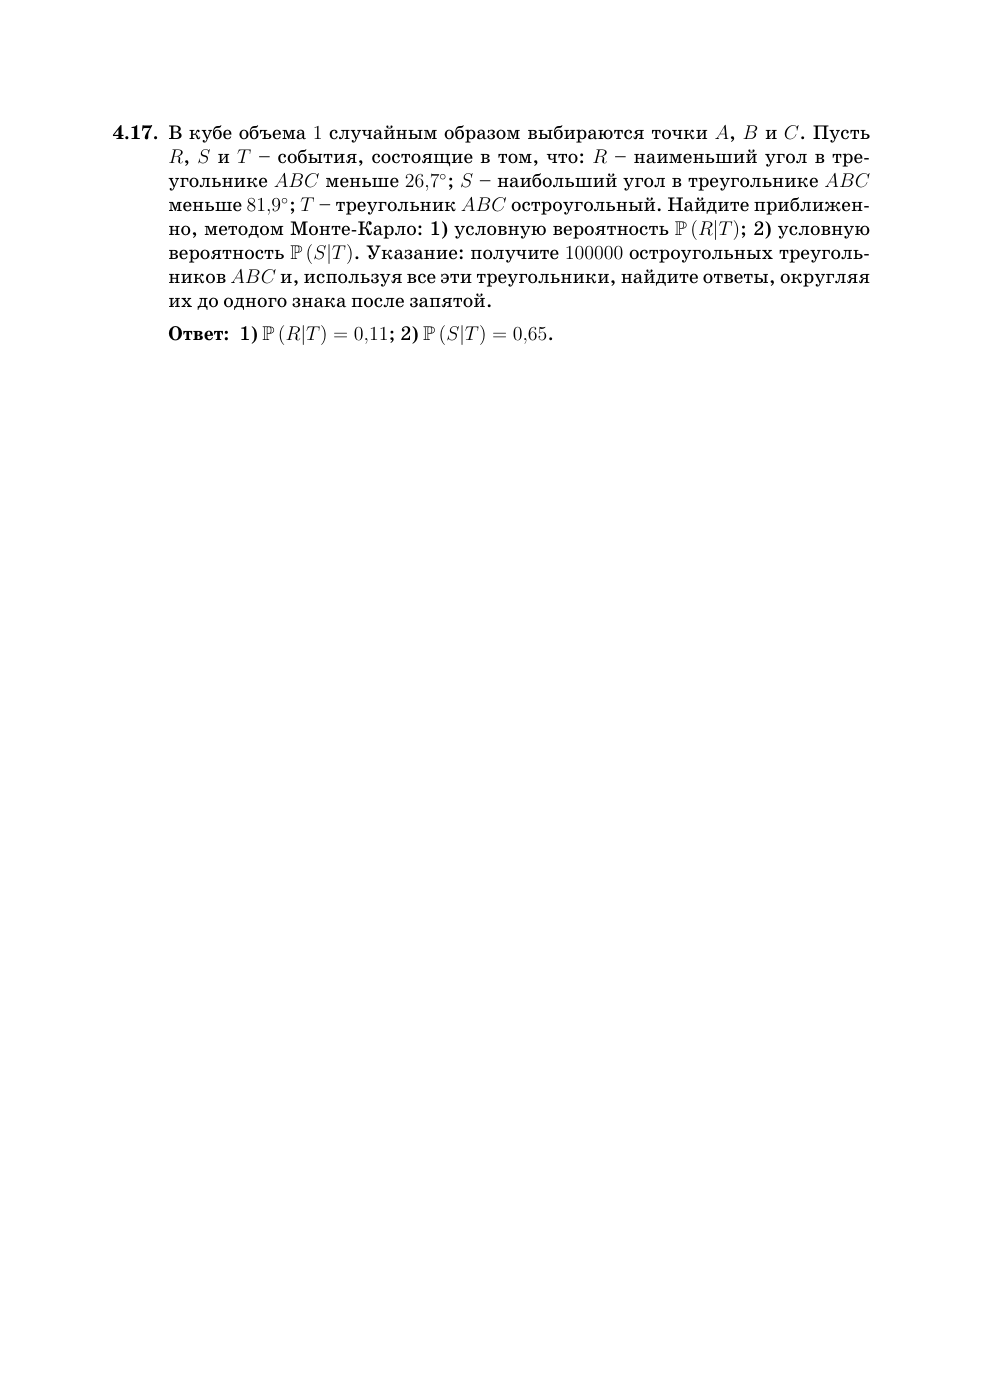 4.17. В кубе объема 1 случайным образом выбираются точки A, B и C. Пусть
R, S и T – события, состоящие в том, что: R – наименьший угол в тре-
угольнике ABC меньше 26,7°; S – наибольший угол в треугольнике ABC
меньше 81,9°; T – треугольник ABC остроугольный. Найдите приближен-
но, методом Монте-Карло: 1) условную вероятность ℙ (R|T); 2) условную
вероятность ℙ (S|T). Указание: получите 100000 остроугольных треуголь-
ников ABC и, используя все эти треугольники, найдите ответы, округляя
их до одного знака после запятой.
Ответ: 1) ℙ (R|T) = 0,11; 2) ℙ (S|T) = 0,65.